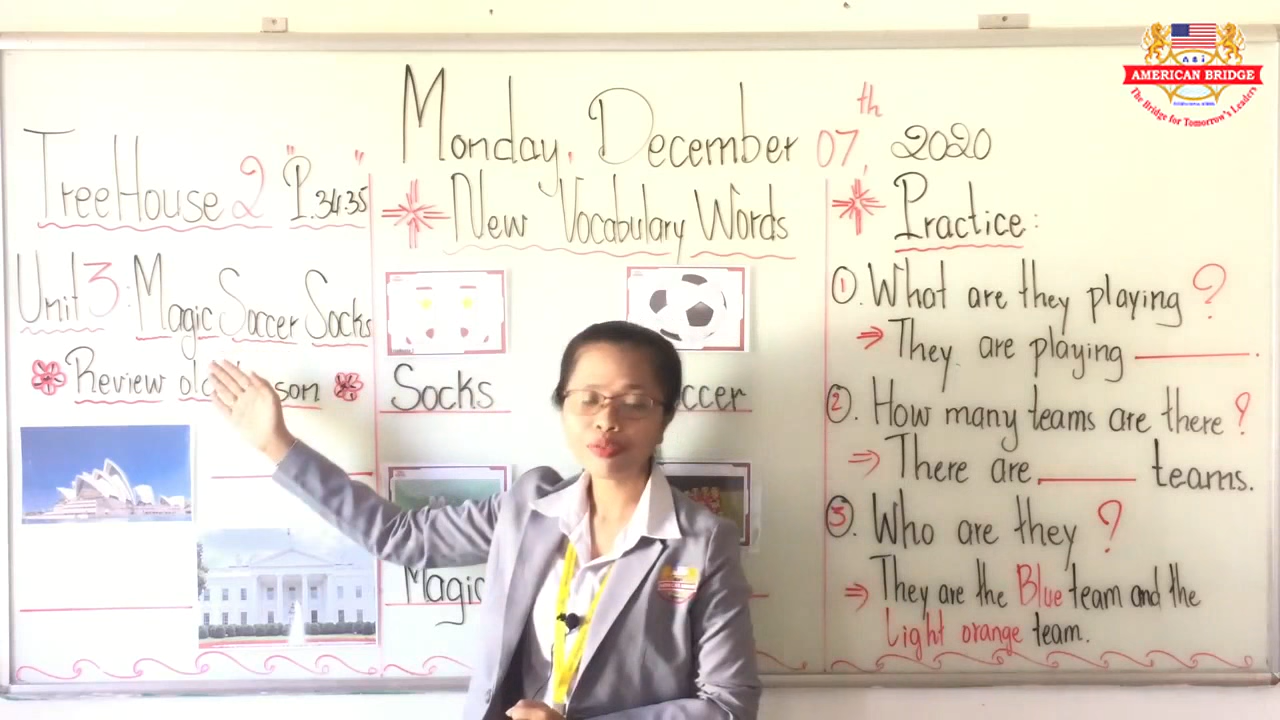 Monday, December 07th, 2020
TreeHouse 2 "P.34-35"
Unit 3: Magic Soccer Socks
Review old son
New Vocabulary Words
Socks
ccer
Magic
Practice:
1. What are they playing?
⇒ They are playing ________.
2. How many teams are there?
⇒ There are ______ teams.
3. Who are they?
⇒ They are the Blue team and the
Light orange team.
AMERICAN BRIDGE
The Bridge for Tomorrow's Leaders